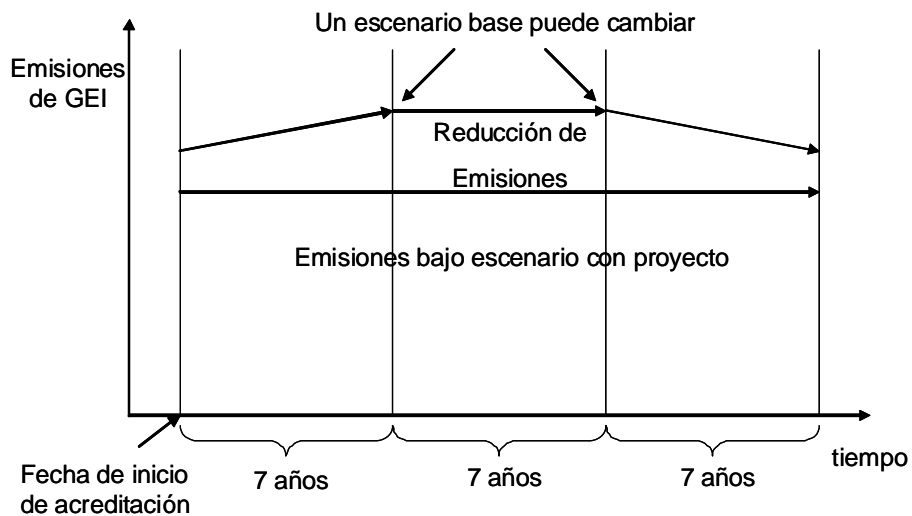 Un escenario base puede cambiar
Emisiones
de GEI
Reducción de
Emisiones
Emisiones bajo escenario con proyecto
tiempo
7 años
7 años
7 años
Fecha de inicio
de acreditación